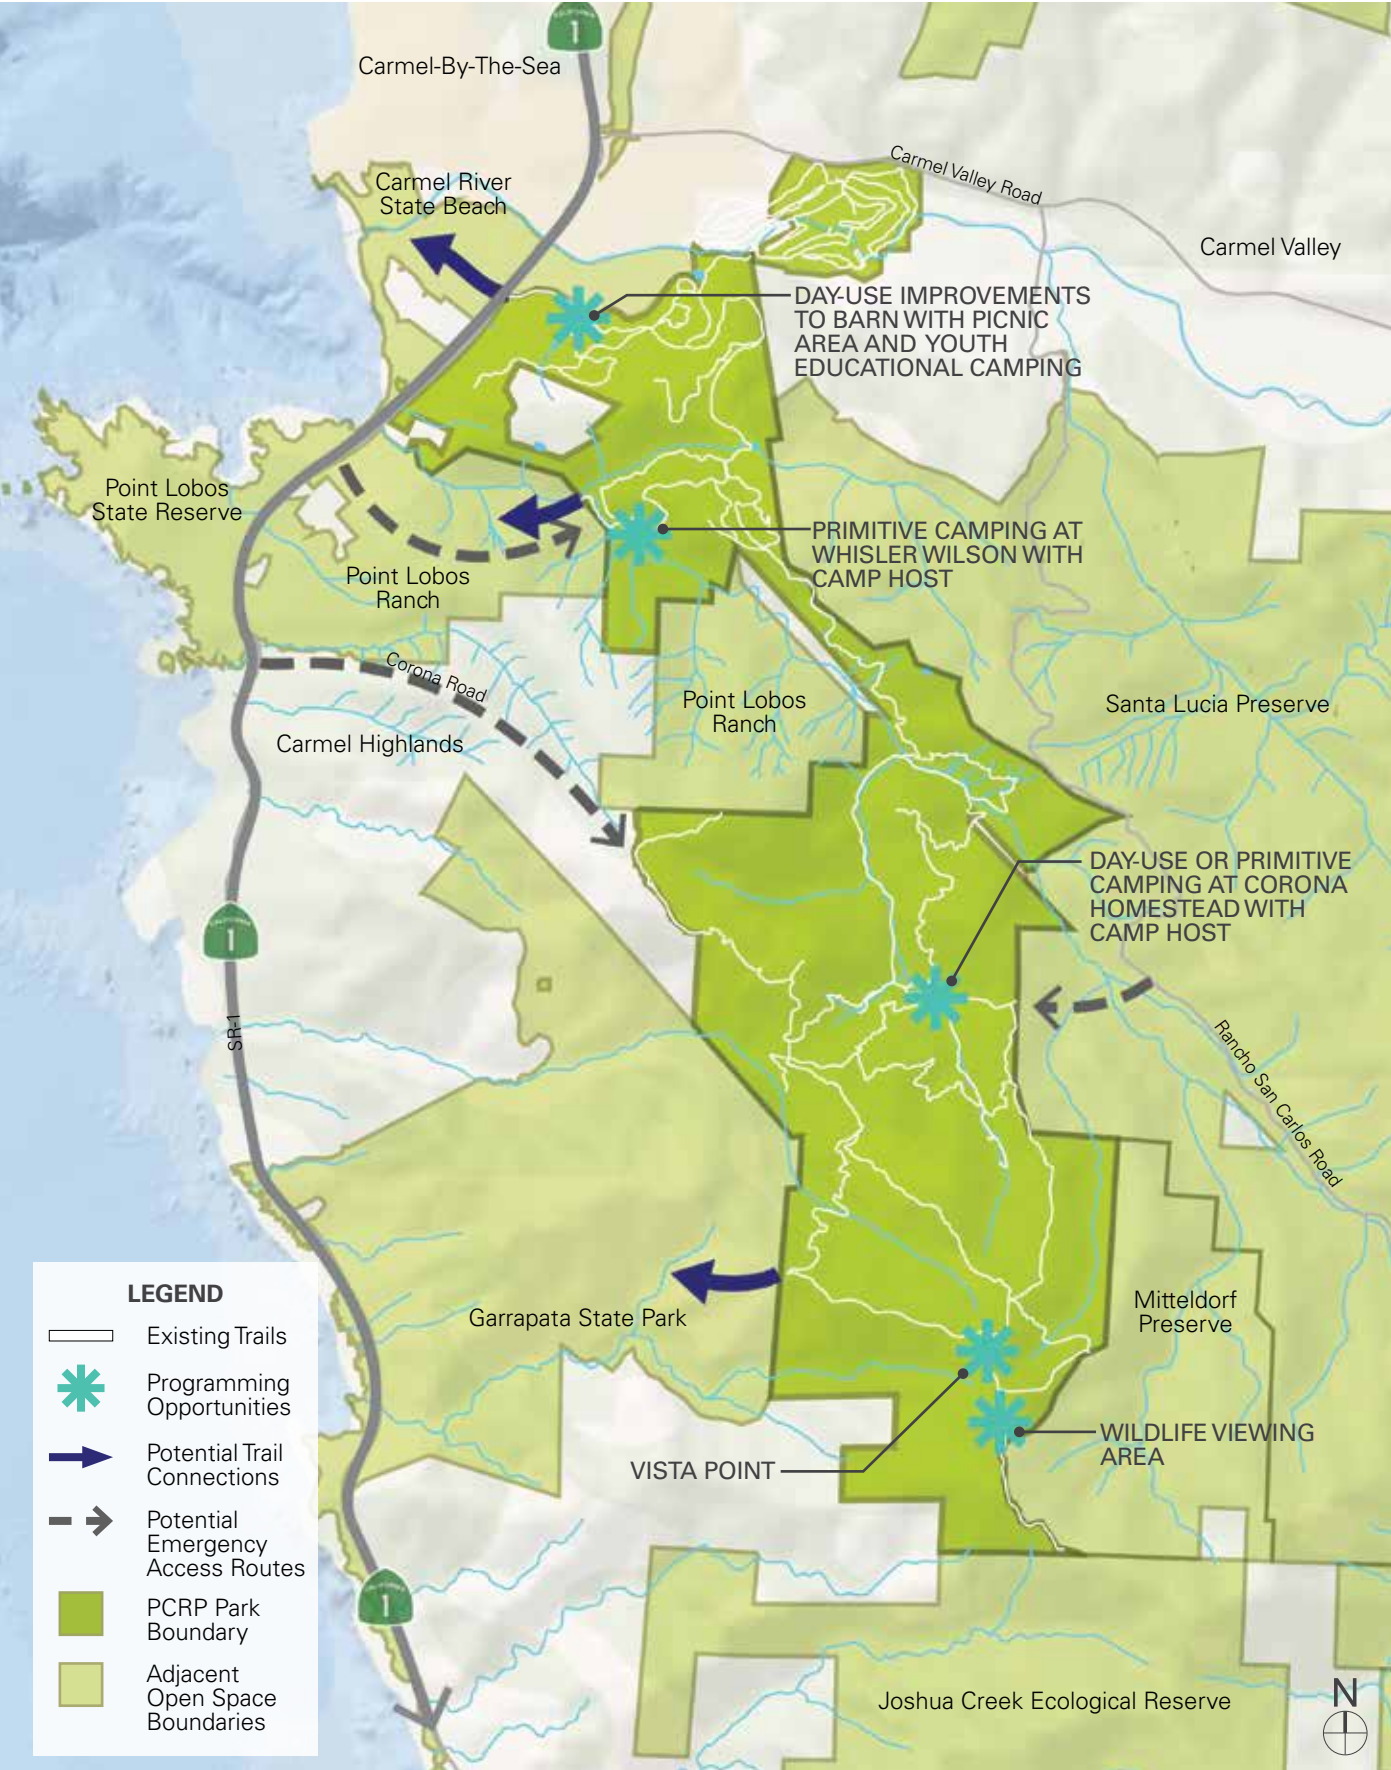 CALIFORNIA
1
Carmel-By-The-Sea
Carmel River
State Beach
Carmel Valley Road
Carmel Valley
DAY-USE IMPROVEMENTS
TO BARN WITH PICNIC
AREA AND YOUTH
EDUCATIONAL CAMPING
Point Lobos
State Reserve
PRIMITIVE CAMPING AT
WHISLER WILSON WITH
CAMP HOST
Point Lobos
Ranch
Corona Road
Point Lobos
Ranch
Santa Lucia Preserve
Carmel Highlands
DAY-USE OR PRIMITIVE
CAMPING AT CORONA
HOMESTEAD WITH
CAMP HOST
CALIFORNIA
1
SR-1
Rancho San Carlos Road
Garrapata State Park
Mitteldorf
Preserve
WILDLIFE VIEWING
AREA
VISTA POINT
CALIFORNIA
1
Joshua Creek Ecological Reserve
N
LEGEND
Existing Trails
Programming
Opportunities
Potential Trail
Connections
Potential
Emergency
Access Routes
PCRP Park
Boundary
Adjacent
Open Space
Boundaries